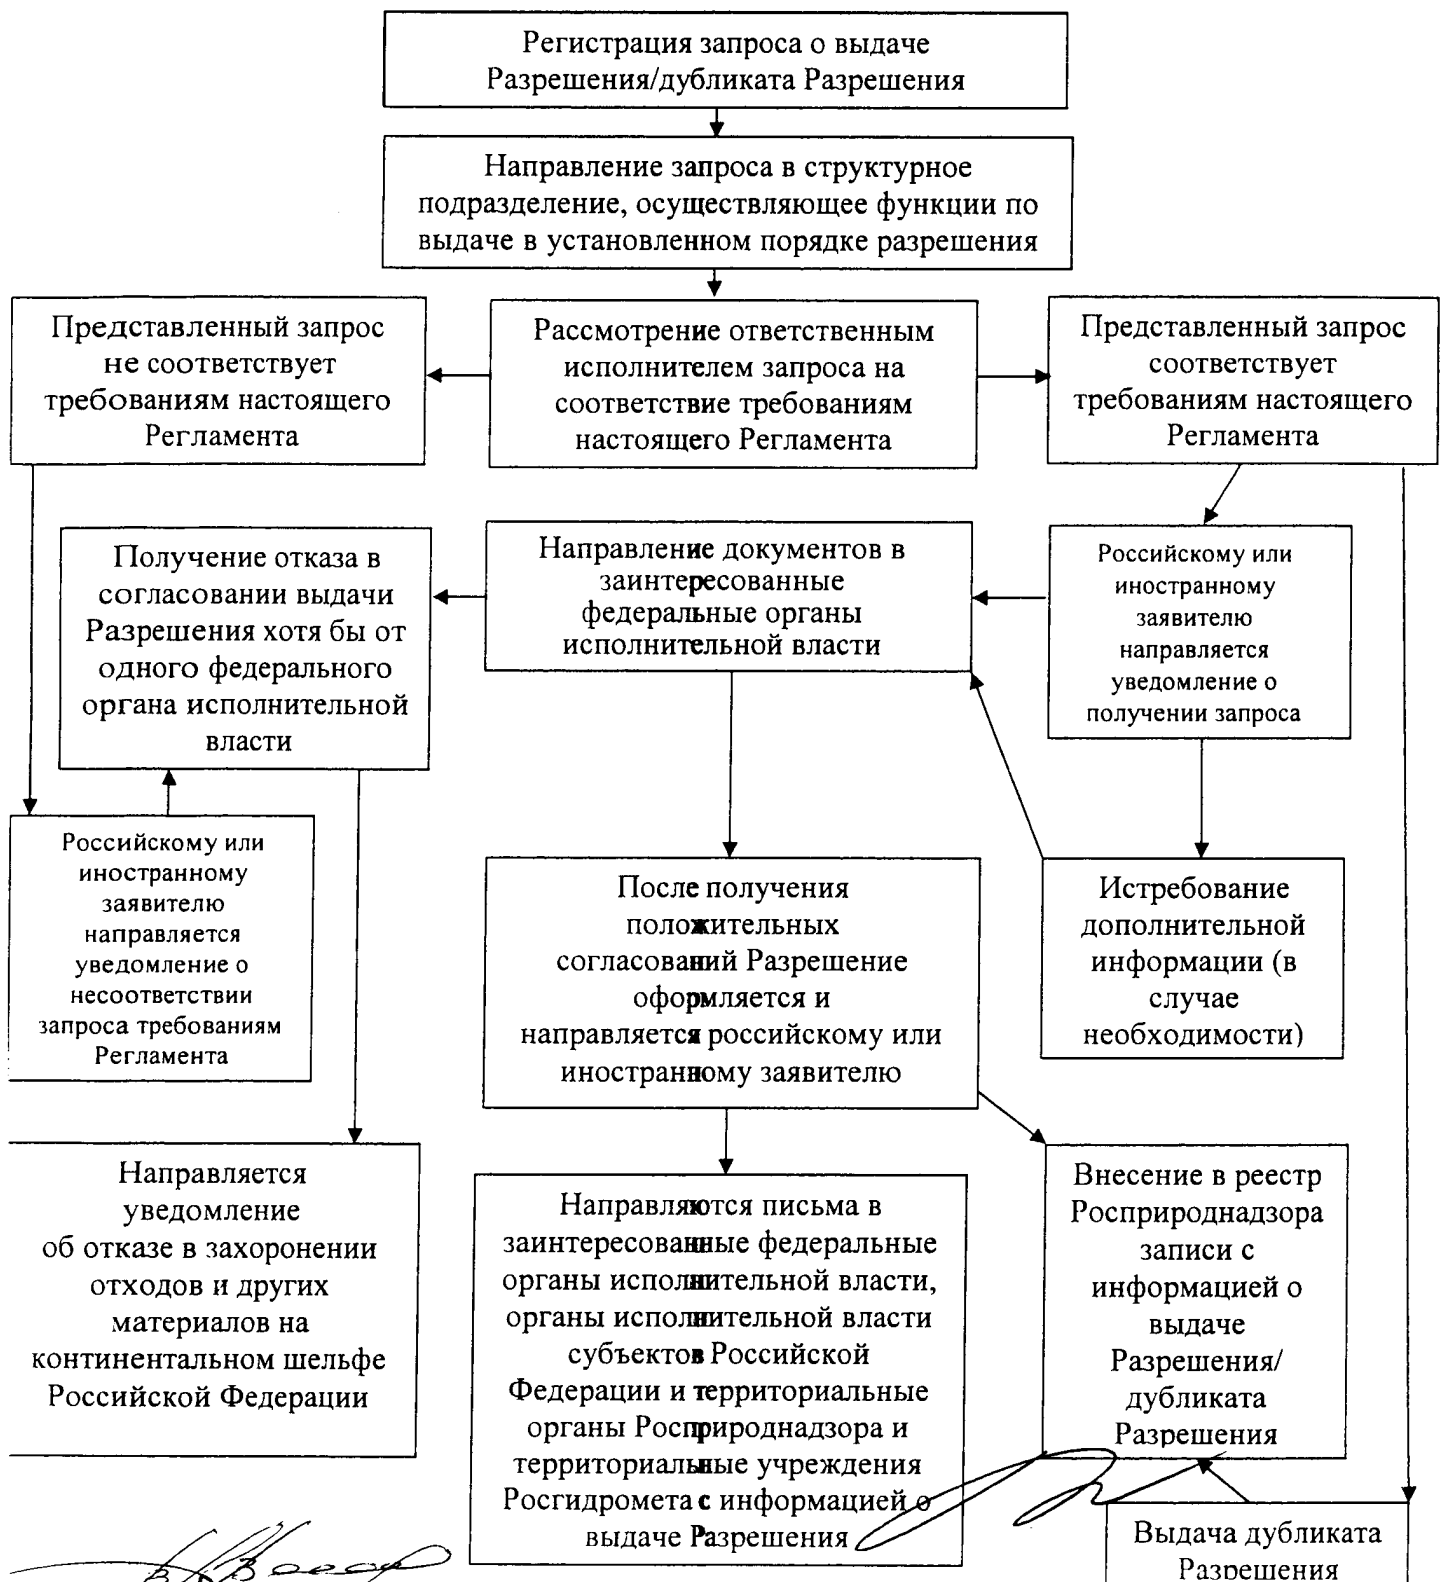 Регистрация запроса о выдаче
Разрешения/дубликата Разрешения
Направление запроса в структурное
подразделение, осуществляющее функции по
выдаче в установленном порядке разрешения
Представленный запрос
не соответствует
требованиям настоящего
Регламента
Рассмотрение ответственным
исполнителем запроса на
соответствие требованиям
настоящего Регламента
Представленный запрос
соответствует
требованиям настоящего
Регламента
Получение отказа в
согласовании выдачи
Разрешения хотя бы от
одного федерального
органа исполнительной
власти
Направление документов в
заинтересованные
федеральные органы
исполнительной власти
Российскому или
иностранному
заявителю
направляется
уведомление о
получении запроса
Российскому или
иностранному
заявителю
направляется
уведомление о
несоответствии
запроса требованиям
Регламента
После получения
положительных
согласований Разрешение
оформляется и
направляется российскому или
иностранному заявителю
Истребование
дополнительной
информации (в
случае
необходимости)
Направляется
уведомление
об отказе в захоронении
отходов и других
материалов на
континентальном шельфе
Российской Федерации
Направляются письма в
заинтересованные федеральные
органы исполнительной власти,
органы исполнительной власти
субъектов Российской
Федерации и территориальные
органы Росприроднадзора и
территориальные учреждения
Росгидромета с информацией о
выдаче Разрешения
Внесение в реестр
Росприроднадзора
записи с
информацией о
выдаче
Разрешения/
дубликата
Разрешения
Выдача дубликата
Разрешения